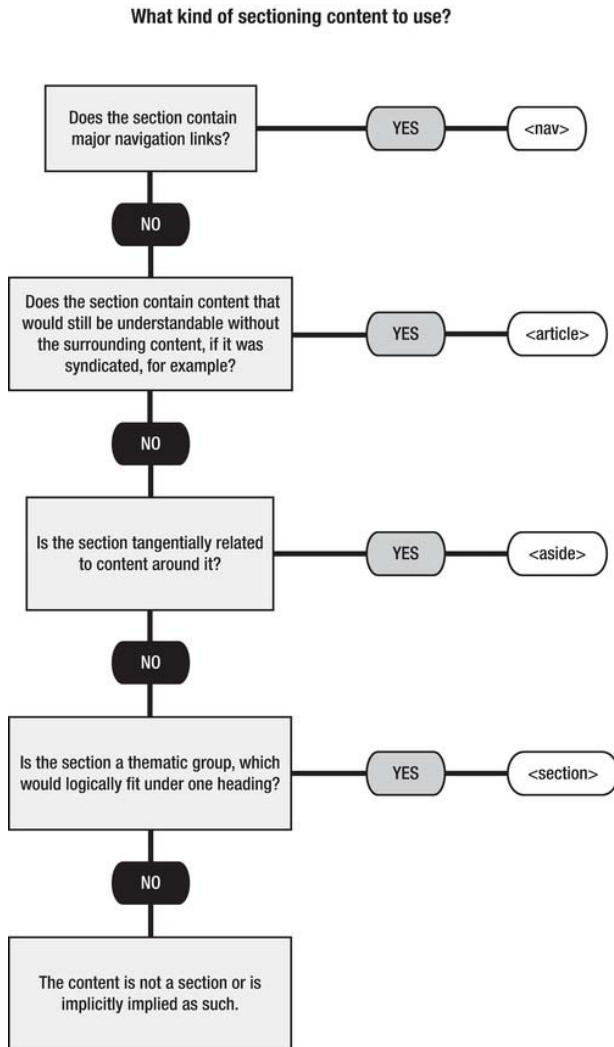 What kind of sectioning content to use?
Does the section contain
major navigation links?
YES
<nav>
NO
Does the section contain content that
would still be understandable without
the surrounding content, if it was
syndicated, for example?
YES
<article>
NO
Is the section tangentially related
to content around it?
YES
<aside>
NO
Is the section a thematic group, which
would logically fit under one heading?
YES
<section>
NO
The content is not a section or is
implicitly implied as such.